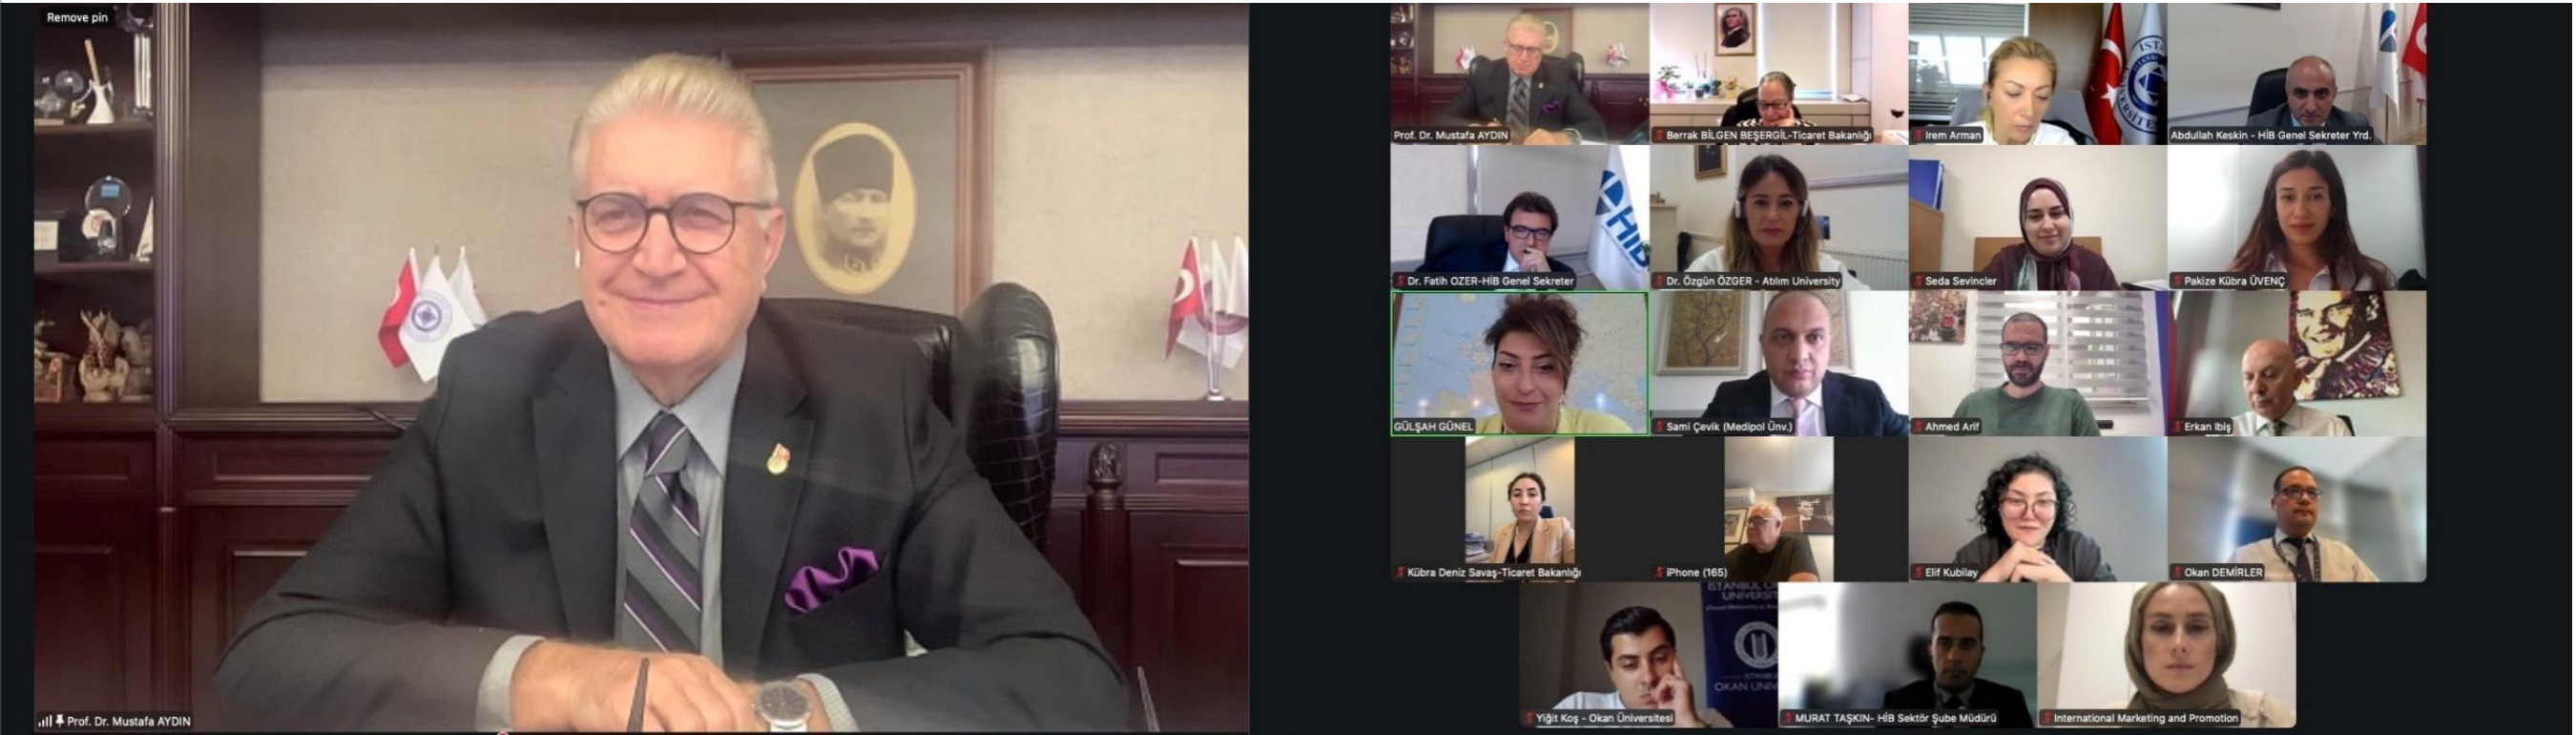 Remove pin
Prof. Dr. Mustafa AYDIN
Prof. Dr. Mustafa AYDIN
Berrak BİLGEN BEŞERGİL-Ticaret Bakanlığı
Irem Arman
Abdullah Keskin - HİB Genel Sekreter Yrd.
HİB
Dr. Fatih OZER-HİB Genel Sekreter
Dr. Özgün ÖZGER - Atılım University
Seda Sevincler
Pakize Kübra ÜVENÇ
GÜLŞAH GÜNEL
Sami Çevik (Medipol Ünv.)
Ahmed Arif
Erkan Ibiş
Kübra Deniz Savaş-Ticaret Bakanlığı
iPhone (165)
Elif Kubilay
Okan DEMİRLER
Yiğit Koş - Okan Üniversitesi
MURAT TAŞKIN- HİB Sektör Şube Müdürü
International Marketing and Promotion